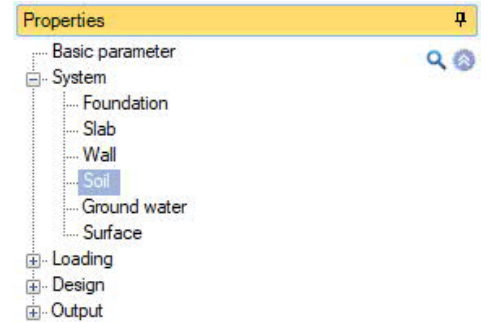 Properties
Basic parameter
System
Foundation
Slab
Wall
Soil
Ground water
Surface
Loading
Design
Output